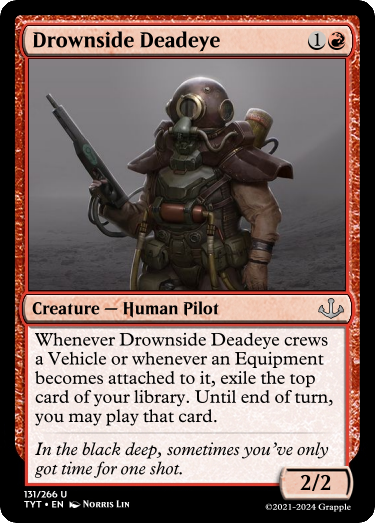 Drownside Deadeye 1
Creature — Human Pilot
Whenever Drownside Deadeye crews
a Vehicle or whenever an Equipment
becomes attached to it, exile the top
card of your library. Until end of turn,
you may play that card.
In the black deep, sometimes you've only
got time for one shot.
2/2
131/266 U
TYT • EN Norris Lin
©2021-2024 Grapple